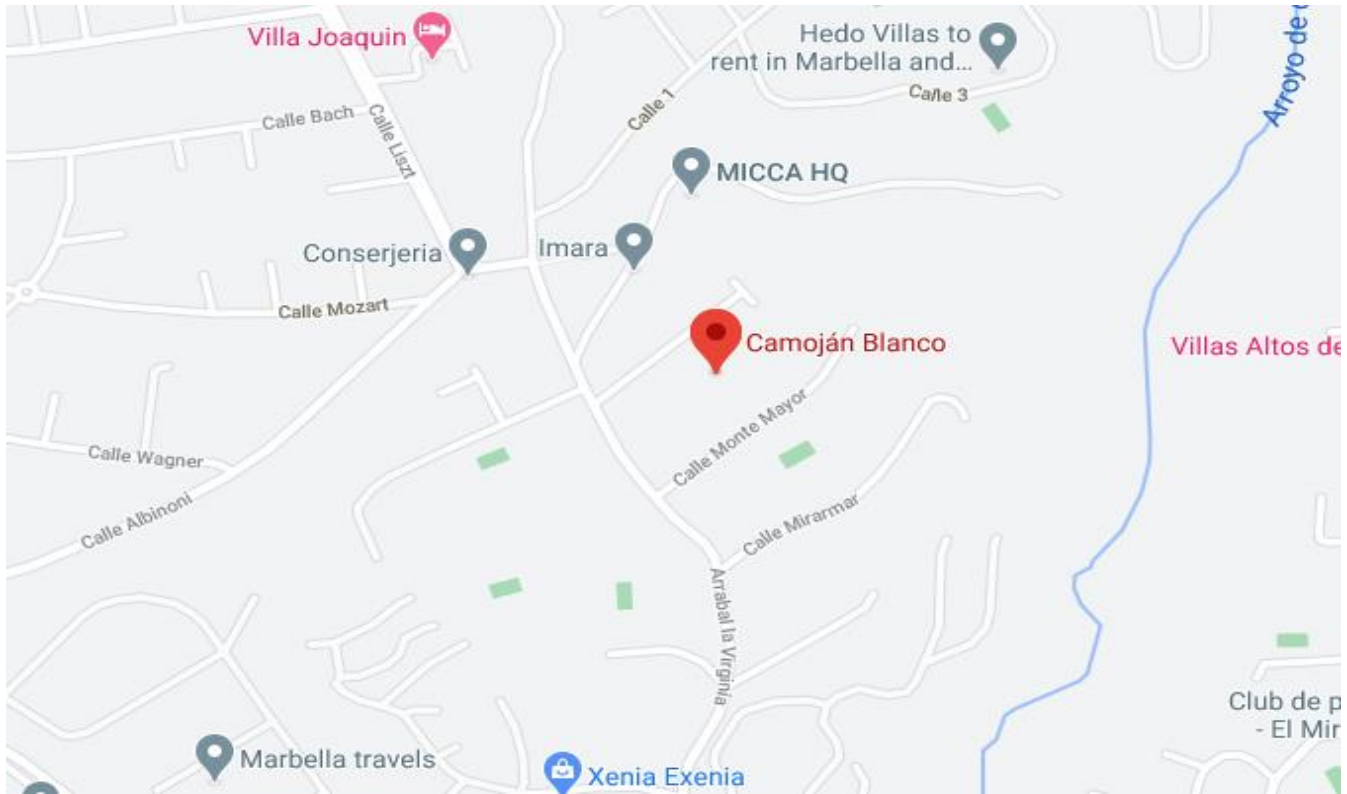 Villa Joaquin
Hedo Villas to
rent in Marbella and...
Calle 3
Arroyo de
Calle 1
Calle Bach
Calle Liszt
MICCA HQ
Conserjeria
Imara
Calle Mozart
Camoján Blanco
Villas Altos de
Calle Monte Mayor
Calle Wagner
Calle Mirarmar
Calle Albinoni
Arrabal la Virginia
Club de p
- El Mir
Marbella travels
Xenia Exenia